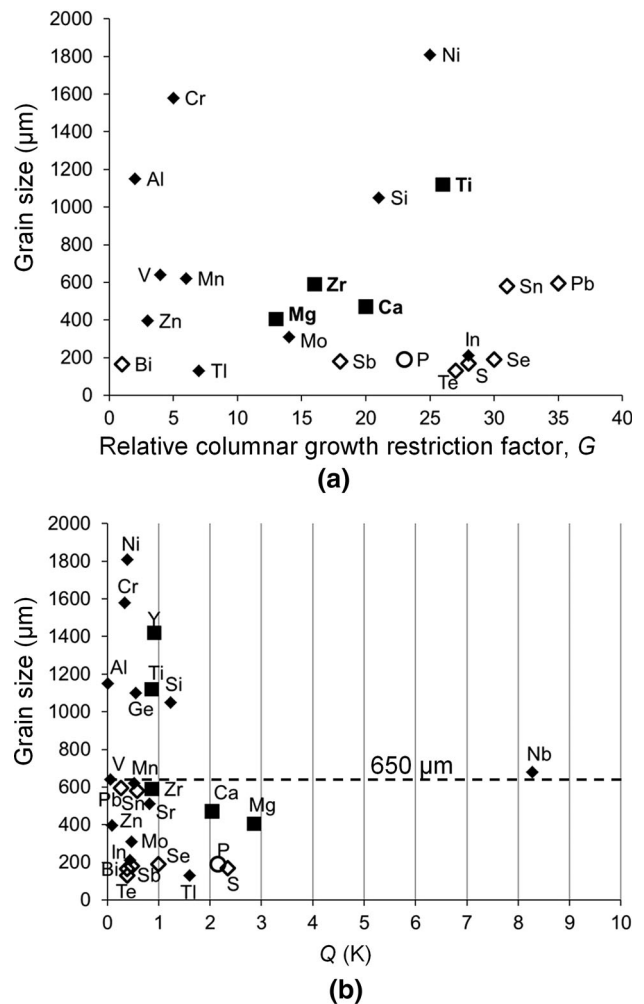 2000
1800
1600
1400
1200
1000
800
600
400
200
0
Grain size (µm)
Ni
Cr
Al
Si
Ti
V
Mn
Zr
Sn
Pb
Zn
Mg
Ca
Mo
Bi
Tl
Sb
P
In
Te
S
Se
0 5 10 15 20 25 30 35 40
Relative columnar growth restriction factor, G
(a)
2000
1800
1600
1400
1200
1000
800
600
400
200
0
Grain size (µm)
Ni
Cr
Y
Al
Ti
Si
Ge
Nb
650 µm
V
Mn
Zr
Pb
Sn
Sr
Ca
Mg
Zn
Mo
In
Se
P
Bi
Sb
S
Te
Tl
0 1 2 3 4 5 6 7 8 9 10
Q (K)
(b)